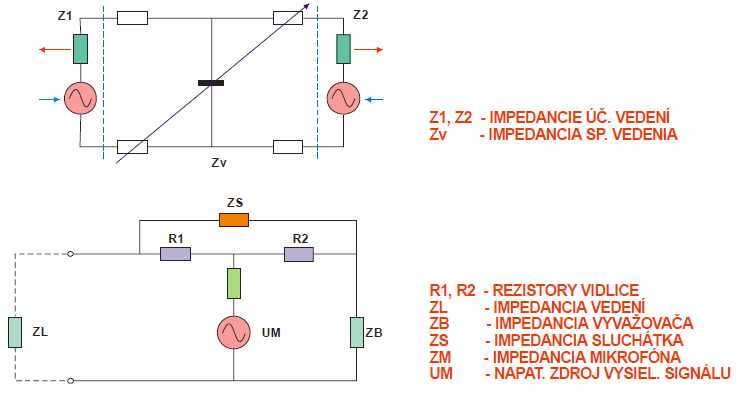 Z1
Z2
Zv
Z1, Z2 - IMPEDANCIE ÚČ. VEDENÍ
Zv - IMPEDANCIA SP. VEDENIA
ZS
R1
R2
ZL
UM
ZB
R1, R2 - REZISTORY VIDLICE
ZL - IMPEDANCIA VEDENÍ
ZB - IMPEDANCIA VYVAŽOVAČA
ZS - IMPEDANCIA SLUCHÁTKA
ZM - IMPEDANCIA MIKROFÓNA
UM - NAPAT. ZDROJ VYSIEL. SIGNÁLU